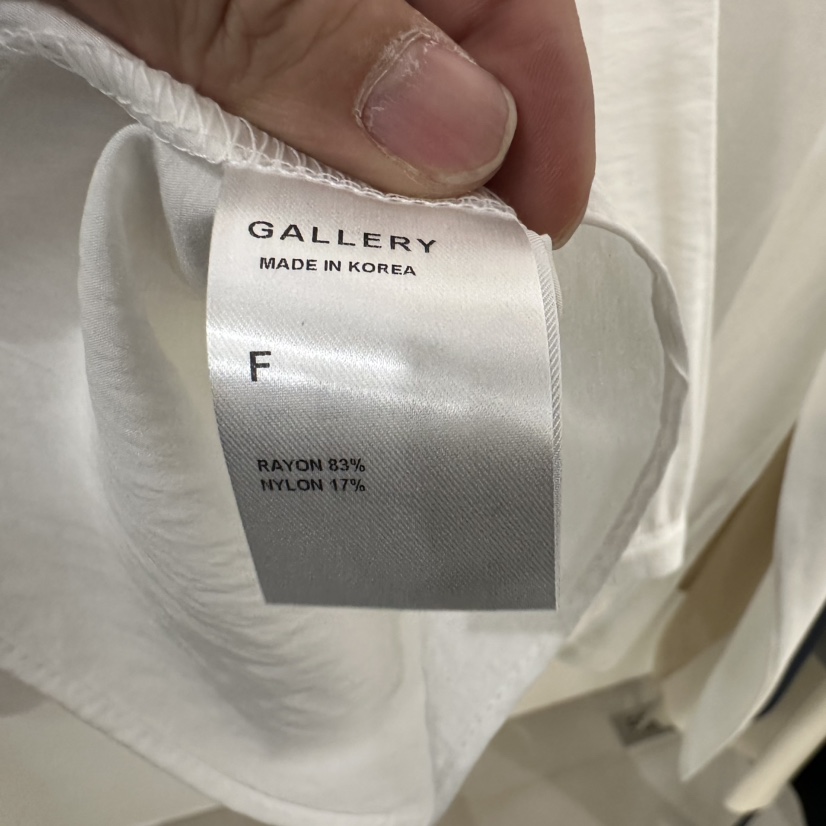 GALLERY
MADE IN KOREA
F
RAYON 83%
NYLON 17%